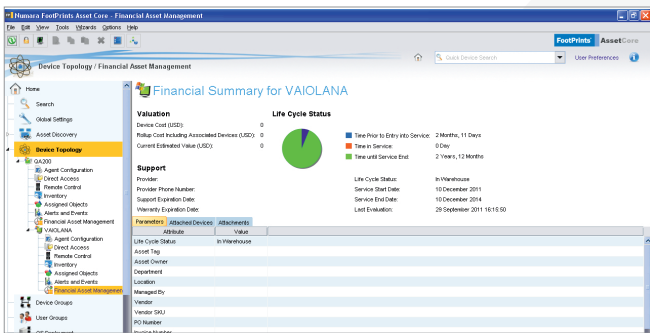 Numara FootPrints Asset Core - Financial Asset Management
File Edit View Tools Wizards Options Help
FootPrints® AssetCore
Quick Device Search User Preferences
Device Topology / Financial Asset Management
Home
Search
Global Settings
Asset Discovery
Device Topology
QA200
Agent Configuration
Direct Access
Remote Control
Inventory
Assigned Objects
Alerts and Events
Financial Asset Management
VAIOLANA
Agent Configuration
Direct Access
Remote Control
Inventory
Assigned Objects
Alerts and Events
Financial Asset Managemen
Device Groups
User Groups
OS Deployment
Financial Summary for VAIOLANA
Valuation
Device Cost (USD): 0
Rollup Cost Including Associated Devices (USD): 0
Current Estimated Value (USD): 0
Life Cycle Status
Time Prior to Entry into Service: 2 Months, 11 Days
Time in Service: 0 Day
Time until Service End: 2 Years, 12 Months
Support
Provider:
Provider Phone Number:
Support Expiration Date:
Warranty Expiration Date:
Life Cycle Status: In Warehouse
Service Start Date: 10 December 2011
Service End Date: 10 December 2014
Last Evaluation: 29 September 2011 16:15:50
Parameters Attached Devices Attachments
Attribute Value
Life Cycle Status In Warehouse
Asset Tag
Asset Owner
Department
Location
Managed By
Vendor
Vendor SKU
PO Number
Invoice Number